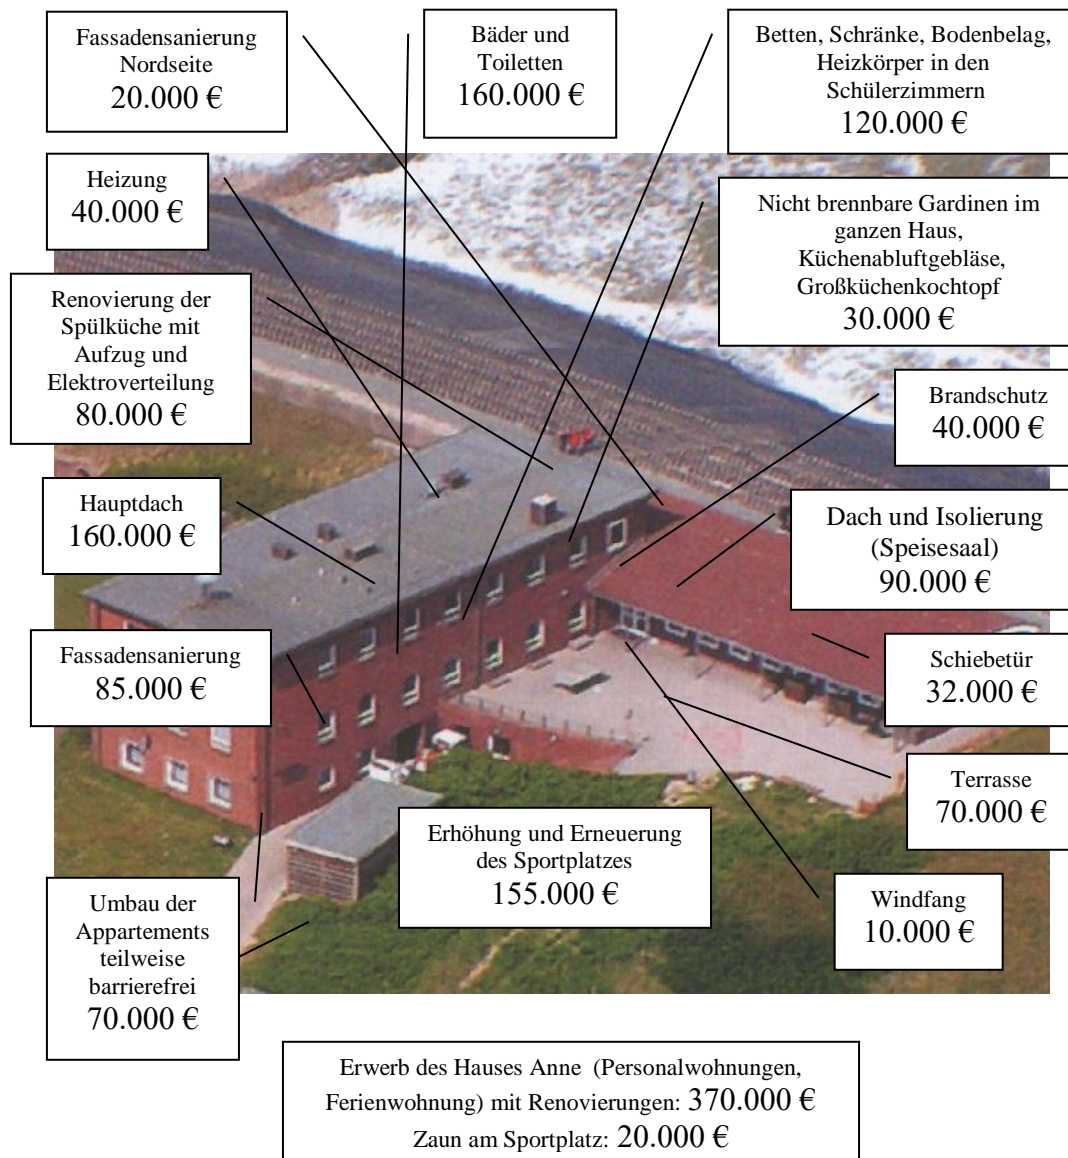 Fassadensanierung
Nordseite
20.000 €
Bäder und
Toiletten
160.000 €
Betten, Schränke, Bodenbelag,
Heizkörper in den
Schülerzimmern
120.000 €
Heizung
40.000 €
Nicht brennbare Gardinen im
ganzen Haus,
Küchenabluftgebläse,
Großküchenkochtopf
30.000 €
Renovierung der
Spülküche mit
Aufzug und
Elektroverteilung
80.000 €
Brandschutz
40.000 €
Hauptdach
160.000 €
Dach und Isolierung
(Speisesaal)
90.000 €
Fassadensanierung
85.000 €
Schiebetür
32.000 €
Terrasse
70.000 €
Erhöhung und Erneuerung
des Sportplatzes
155.000 €
Umbau der
Appartements
teilweise
barrierefrei
70.000 €
Windfang
10.000 €
Erwerb des Hauses Anne (Personalwohnungen,
Ferienwohnung) mit Renovierungen: 370.000 €
Zaun am Sportplatz: 20.000 €